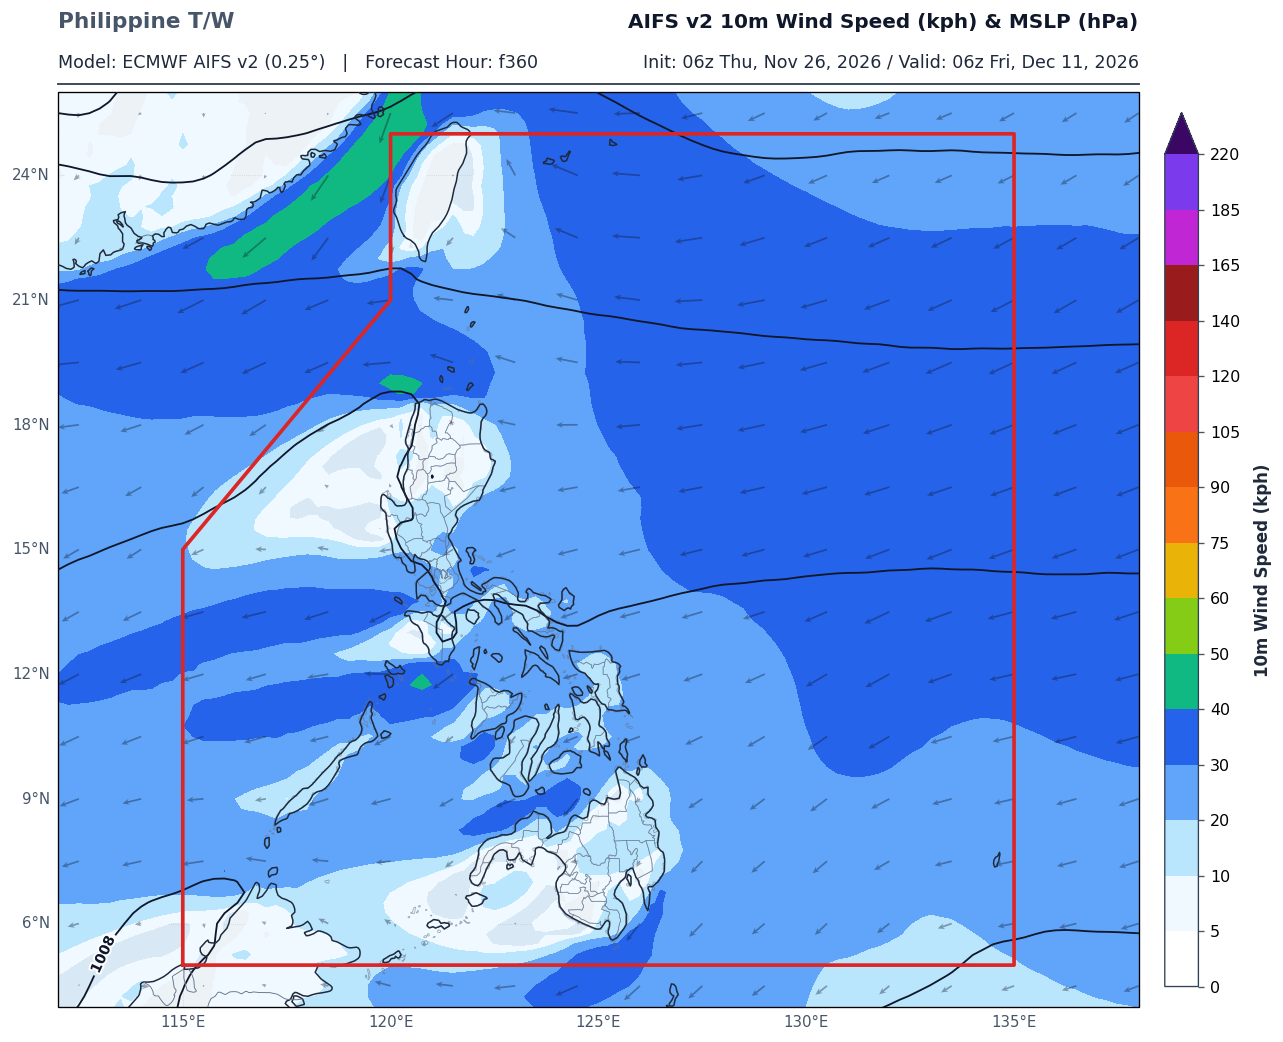 Philippine T/W
AIFS v2 10m Wind Speed (kph) & MSLP (hPa)
Model: ECMWF AIFS v2 (0.25°) | Forecast Hour: f360
Init: 06z Thu, Nov 26, 2026 / Valid: 06z Fri, Dec 11, 2026
24°N
21°N
18°N
15°N
12°N
9°N
6°N
115°E
120°E
125°E
130°E
135°E
1008
220
185
165
140
120
105
90
75
60
50
40
30
20
10
5
0
10m Wind Speed (kph)